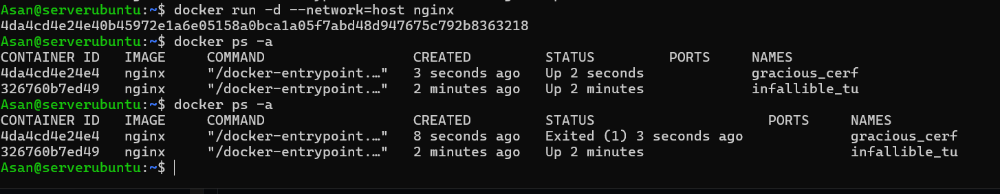 Asan@serverubuntu:~$ docker run -d --network=host nginx
4da4cd4e24e40b45972e1a6e05158a0bca1a05f7abd48d947675c792b8363218
Asan@serverubuntu:~$ docker ps -a
CONTAINER ID   IMAGE     COMMAND                  CREATED         STATUS         PORTS     NAMES
4da4cd4e24e4   nginx     "/docker-entrypoint.…"   3 seconds ago   Up 2 seconds             gracious_cerf
326760b7ed49   nginx     "/docker-entrypoint.…"   2 minutes ago   Up 2 minutes             infallible_tu
Asan@serverubuntu:~$ docker ps -a
CONTAINER ID   IMAGE     COMMAND                  CREATED         STATUS                     PORTS     NAMES
4da4cd4e24e4   nginx     "/docker-entrypoint.…"   8 seconds ago   Exited (1) 3 seconds ago             gracious_cerf
326760b7ed49   nginx     "/docker-entrypoint.…"   2 minutes ago   Up 2 minutes                         infallible_tu
Asan@serverubuntu:~$